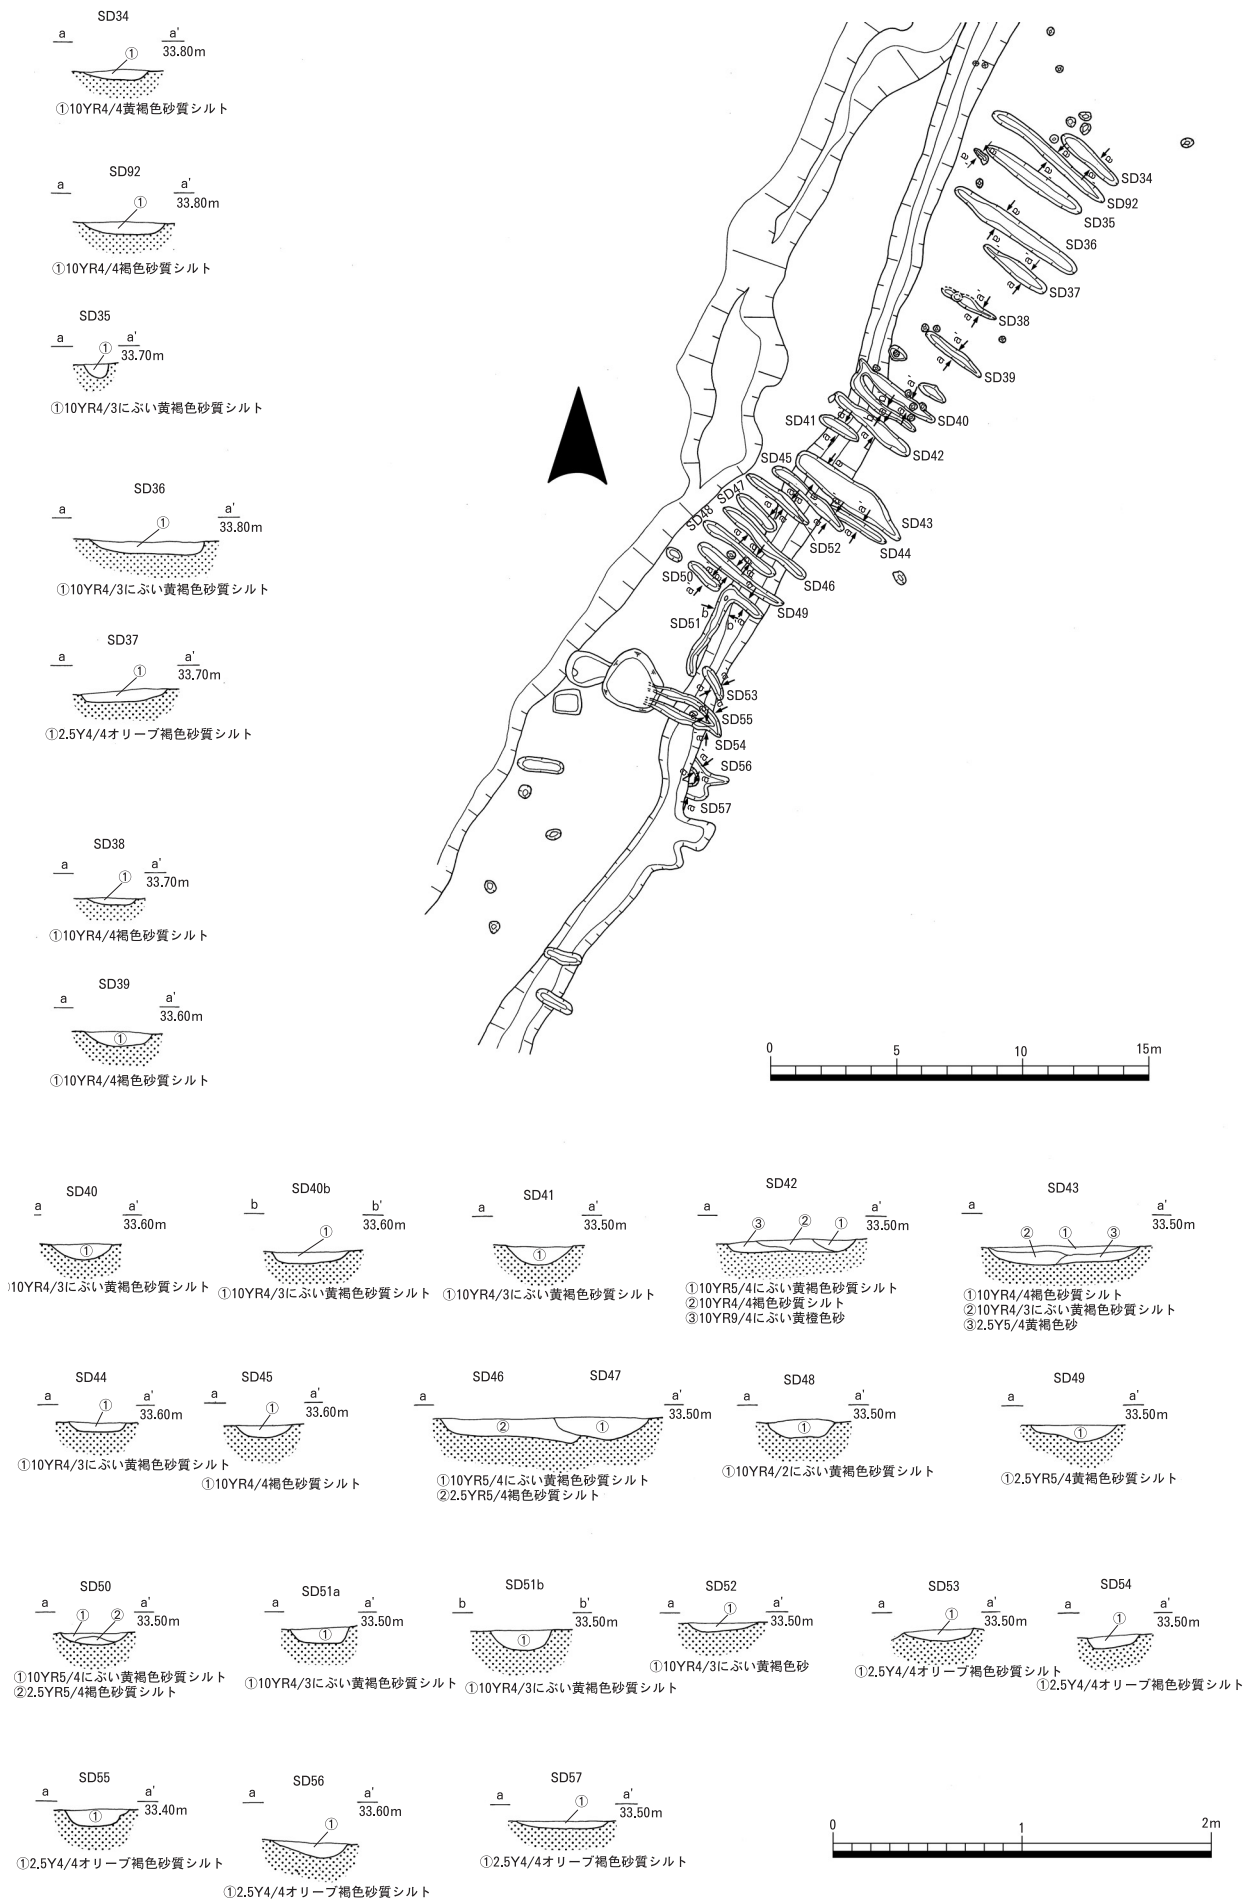 SD34
a a'
33.80m
①
①10YR4/4黄褐色砂質シルト
SD92
a a'
33.80m
①
①10YR4/4褐色砂質シルト
SD35
a a'
33.70m
①
①10YR4/3にぶい黄褐色砂質シルト
SD36
a a'
33.80m
①
①10YR4/3にぶい黄褐色砂質シルト
SD37
a a'
33.70m
①
①2.5Y4/4オリーブ褐色砂質シルト
SD38
a a'
33.70m
①
①10YR4/4褐色砂質シルト
SD39
a a'
33.60m
①
①10YR4/4褐色砂質シルト
SD34
SD92
SD35
SD36
SD37
SD38
SD39
SD40
SD41
SD42
SD45
SD47
SD48
SD43
SD52
SD44
SD50
SD46
SD49
SD51
SD53
SD55
SD54
SD56
SD57
0 5 10 15m
SD40
a a'
33.60m
①
①10YR4/3にぶい黄褐色砂質シルト
SD40b
b b'
33.60m
①
①10YR4/3にぶい黄褐色砂質シルト
SD41
a a'
33.50m
①
①10YR4/3にぶい黄褐色砂質シルト
SD42
a a'
33.50m
③ ② ①
①10YR5/4にぶい黄褐色砂質シルト
②10YR4/4褐色砂質シルト
③10YR9/4にぶい黄橙色砂
SD43
a a'
33.50m
② ① ③
①10YR4/4褐色砂質シルト
②10YR4/3にぶい黄褐色砂質シルト
③2.5Y5/4黄褐色砂
SD44
a a'
33.60m
①
①10YR4/3にぶい黄褐色砂質シルト
SD45
a a'
33.60m
①
①10YR4/4褐色砂質シルト
SD46 SD47
a a'
33.50m
② ①
①10YR5/4にぶい黄褐色砂質シルト
②2.5YR5/4褐色砂質シルト
SD48
a a'
33.50m
①
①10YR4/2にぶい黄褐色砂質シルト
SD49
a a'
33.50m
①
①2.5YR5/4黄褐色砂質シルト
SD50
a a'
33.50m
① ②
①10YR5/4にぶい黄褐色砂質シルト
②2.5YR5/4褐色砂質シルト
SD51a
a a'
33.50m
①
①10YR4/3にぶい黄褐色砂質シルト
SD51b
b b'
33.50m
①
①10YR4/3にぶい黄褐色砂質シルト
SD52
a a'
33.50m
①
①10YR4/3にぶい黄褐色砂
SD53
a a'
33.50m
①
①2.5Y4/4オリーブ褐色砂質シルト
SD54
a a'
33.50m
①
①2.5Y4/4オリーブ褐色砂質シルト
SD55
a a'
33.40m
①
①2.5Y4/4オリーブ褐色砂質シルト
SD56
a a'
33.60m
①
①2.5Y4/4オリーブ褐色砂質シルト
SD57
a a'
33.50m
①
①2.5Y4/4オリーブ褐色砂質シルト
0 1 2m